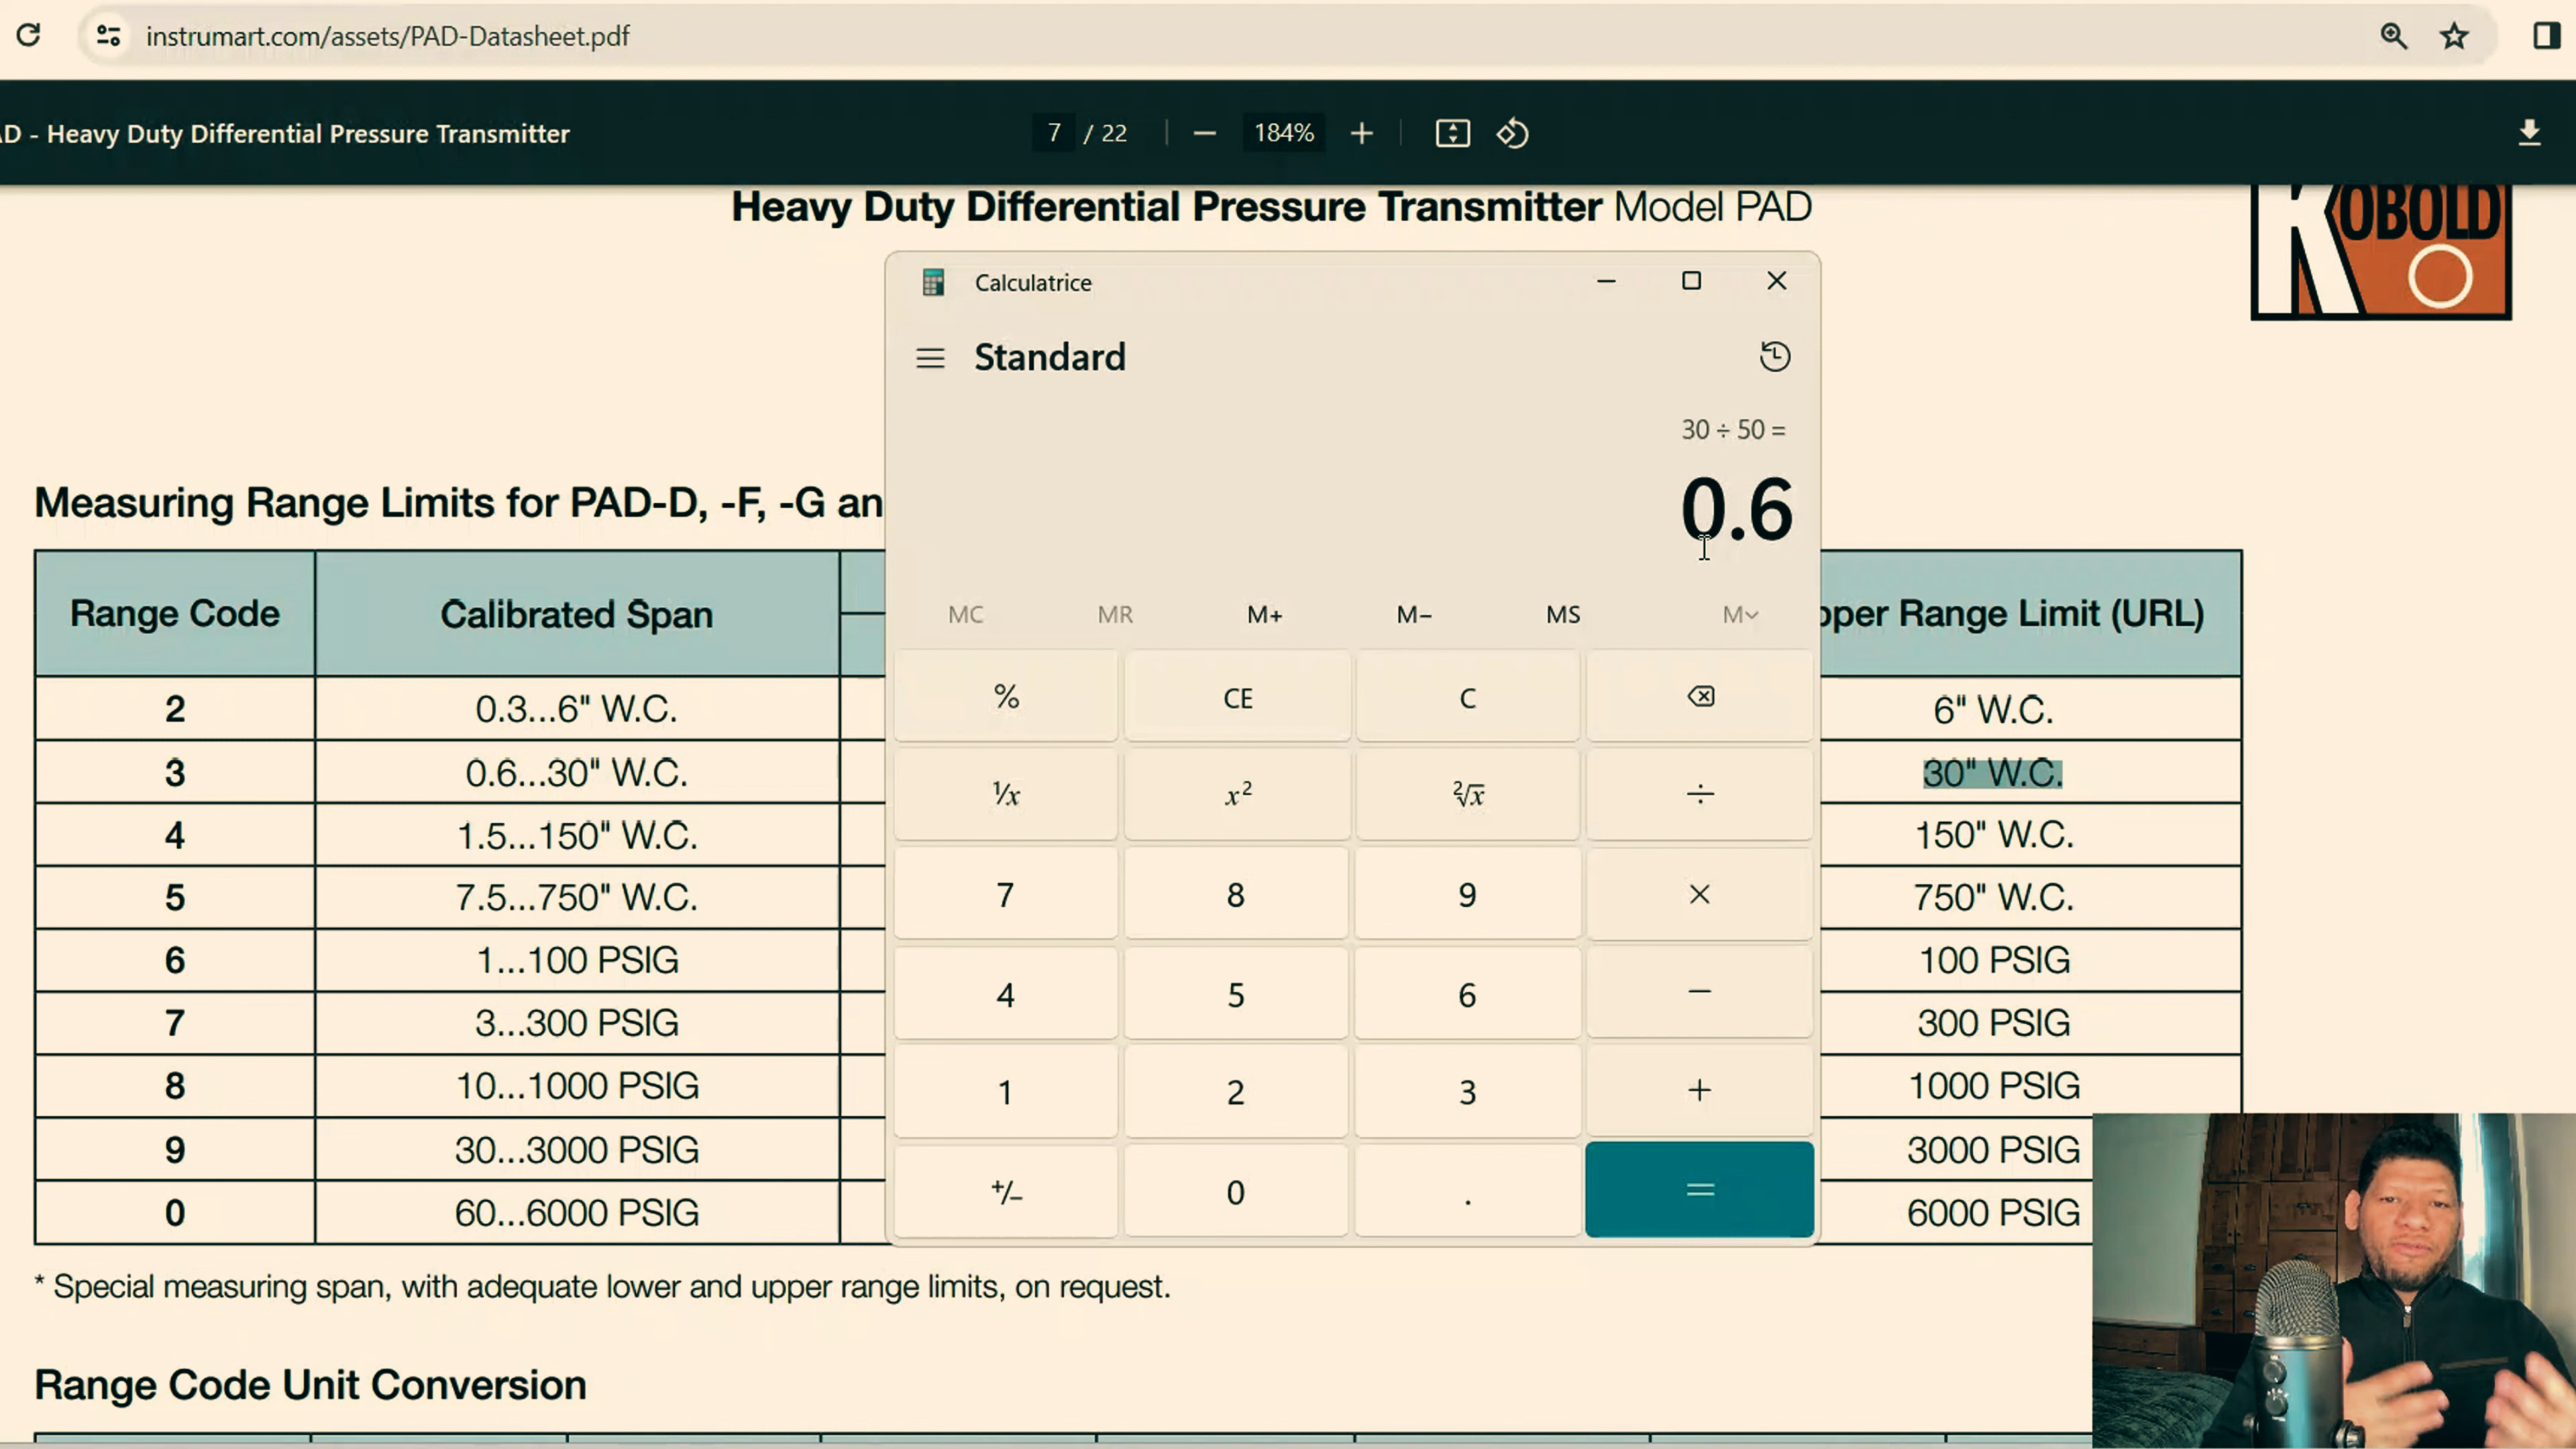 instrumart.com/assets/PAD-Datasheet.pdf
D - Heavy Duty Differential Pressure Transmitter
7 / 22
184%
Heavy Duty Differential Pressure Transmitter Model PAD
KOBOLD
Calculatrice
Standard
30 ÷ 50 =
0.6
MC MR M+ M− MS M
% CE C
1/x x² ²√x ÷
7 8 9 ×
4 5 6 −
1 2 3 +
+/− 0 . =
Measuring Range Limits for PAD-D, -F, -G an
Range Code Calibrated Span pper Range Limit (URL)
2 0.3...6" W.C. 6" W.C.
3 0.6...30" W.C. 30" W.C.
4 1.5...150" W.C. 150" W.C.
5 7.5...750" W.C. 750" W.C.
6 1...100 PSIG 100 PSIG
7 3...300 PSIG 300 PSIG
8 10...1000 PSIG 1000 PSIG
9 30...3000 PSIG 3000 PSIG
0 60...6000 PSIG 6000 PSIG
* Special measuring span, with adequate lower and upper range limits, on request.
Range Code Unit Conversion